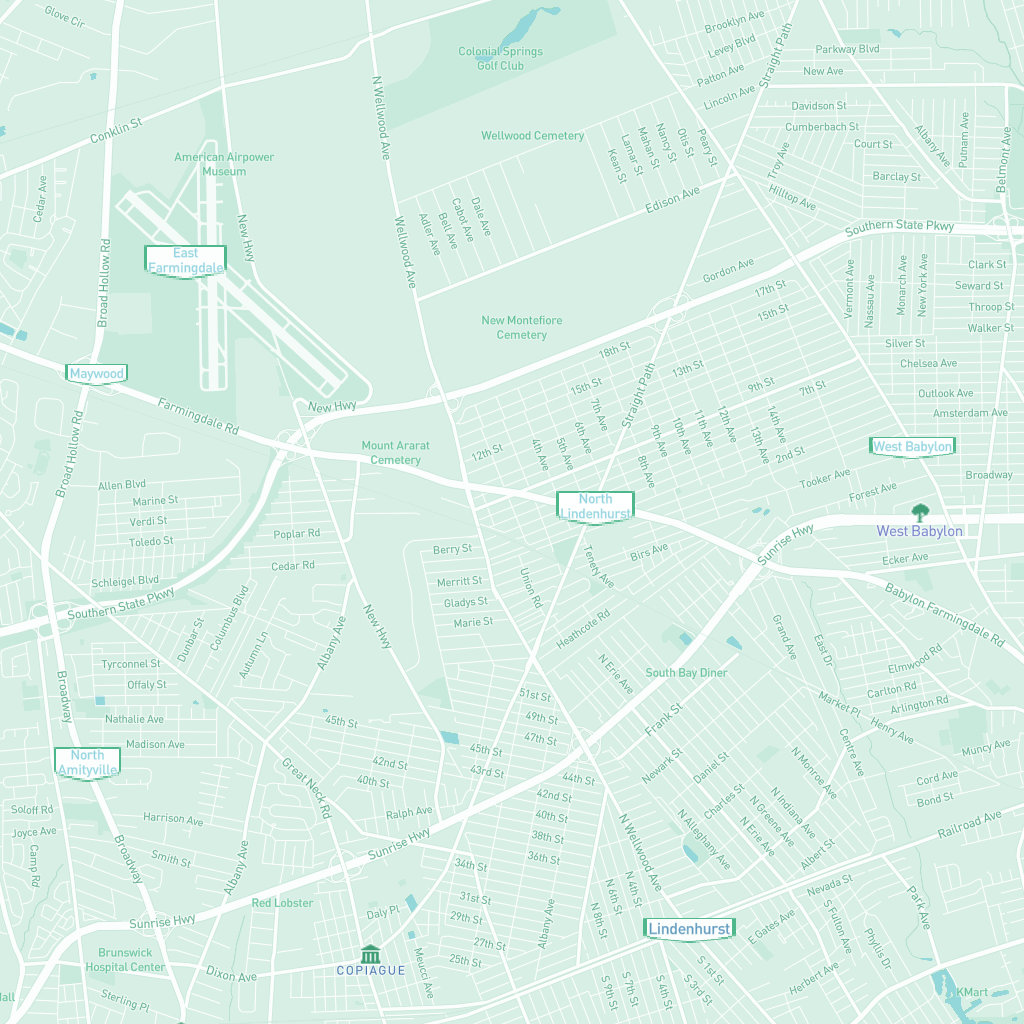 Glove Cir
Brooklyn Ave
Levey Blvd
Straight Path
Parkway Blvd
Colonial Springs
Golf Club
Patton Ave
New Ave
N Wellwood Ave
Lincoln Ave
Davidson St
Conklin St
Wellwood Cemetery
Cumberbach St
Albany Ave
Putnam Ave
Belmont Ave
Peary St
Otis St
Nancy St
Mahan St
Lamar St
Kean St
Court St
American Airpower
Museum
Troy Ave
Barclay St
Cedar Ave
Edison Ave
Hilltop Ave
New Hwy
Wellwood Ave
Adler Ave
Bell Ave
Cabot Ave
Dale Ave
Southern State Pkwy
East
Farmingdale
Broad Hollow Rd
Gordon Ave
Clark St
17th St
Vermont Ave
Nassau Ave
Monarch Ave
New York Ave
Seward St
15th St
Throop St
New Montefiore
Cemetery
Walker St
18th St
Silver St
Chelsea Ave
Maywood
13th St
15th St
9th St
7th St
Outlook Ave
Straight Path
Farmingdale Rd
New Hwy
7th Ave
6th Ave
Amsterdam Ave
14th Ave
12th Ave
11th Ave
10th Ave
9th Ave
13th Ave
Mount Ararat
Cemetery
12th St
4th Ave
5th Ave
2nd St
West Babylon
Broad Hollow Rd
8th Ave
Tooker Ave
Broadway
Allen Blvd
Forest Ave
Marine St
North
Lindenhurst
Verdi St
Sunrise Hwy
West Babylon
Poplar Rd
Toledo St
Berry St
Tenety Ave
Birs Ave
Ecker Ave
Cedar Rd
Schleigel Blvd
Merritt St
Union Rd
Babylon Farmingdale Rd
Southern State Pkwy
Columbus Blvd
Gladys St
Heathcote Rd
Marie St
New Hwy
Dunbar St
Autumn Ln
Albany Ave
Grand Ave
East Dr
Tyrconnel St
Elmwood Rd
N Erie Ave
South Bay Diner
Offaly St
Broadway
Carlton Rd
51st St
Market Pl
Arlington Rd
Nathalie Ave
45th St
49th St
Frank St
Henry Ave
47th St
Centre Ave
Madison Ave
45th St
Muncy Ave
North
Amityville
42nd St
43rd St
44th St
Newark St
Daniel St
N Monroe Ave
Cord Ave
40th St
Great Neck Rd
42nd St
Charles St
N Indiana Ave
Bond St
Soloff Rd
Harrison Ave
Ralph Ave
40th St
N Greene Ave
N Erie Ave
Railroad Ave
Joyce Ave
38th St
N Alleghany Ave
N Wellwood Ave
Albert St
Sunrise Hwy
Smith St
36th St
Broadway
Camp Rd
34th St
Albany Ave
Nevada St
N 4th St
N 6th St
Red Lobster
31st St
Park Ave
Daly Pl
N 8th St
29th St
Sunrise Hwy
S Fulton Ave
Lindenhurst
E Gates Ave
Albany Ave
27th St
Phyllis Dr
Brunswick
Hospital Center
25th St
COPIAGUE
Dixon Ave
Meucci Ave
S 1st St
S 3rd St
S 4th St
S 7th St
S 9th St
Herbert Ave
Sterling Pl
KMart
Hall